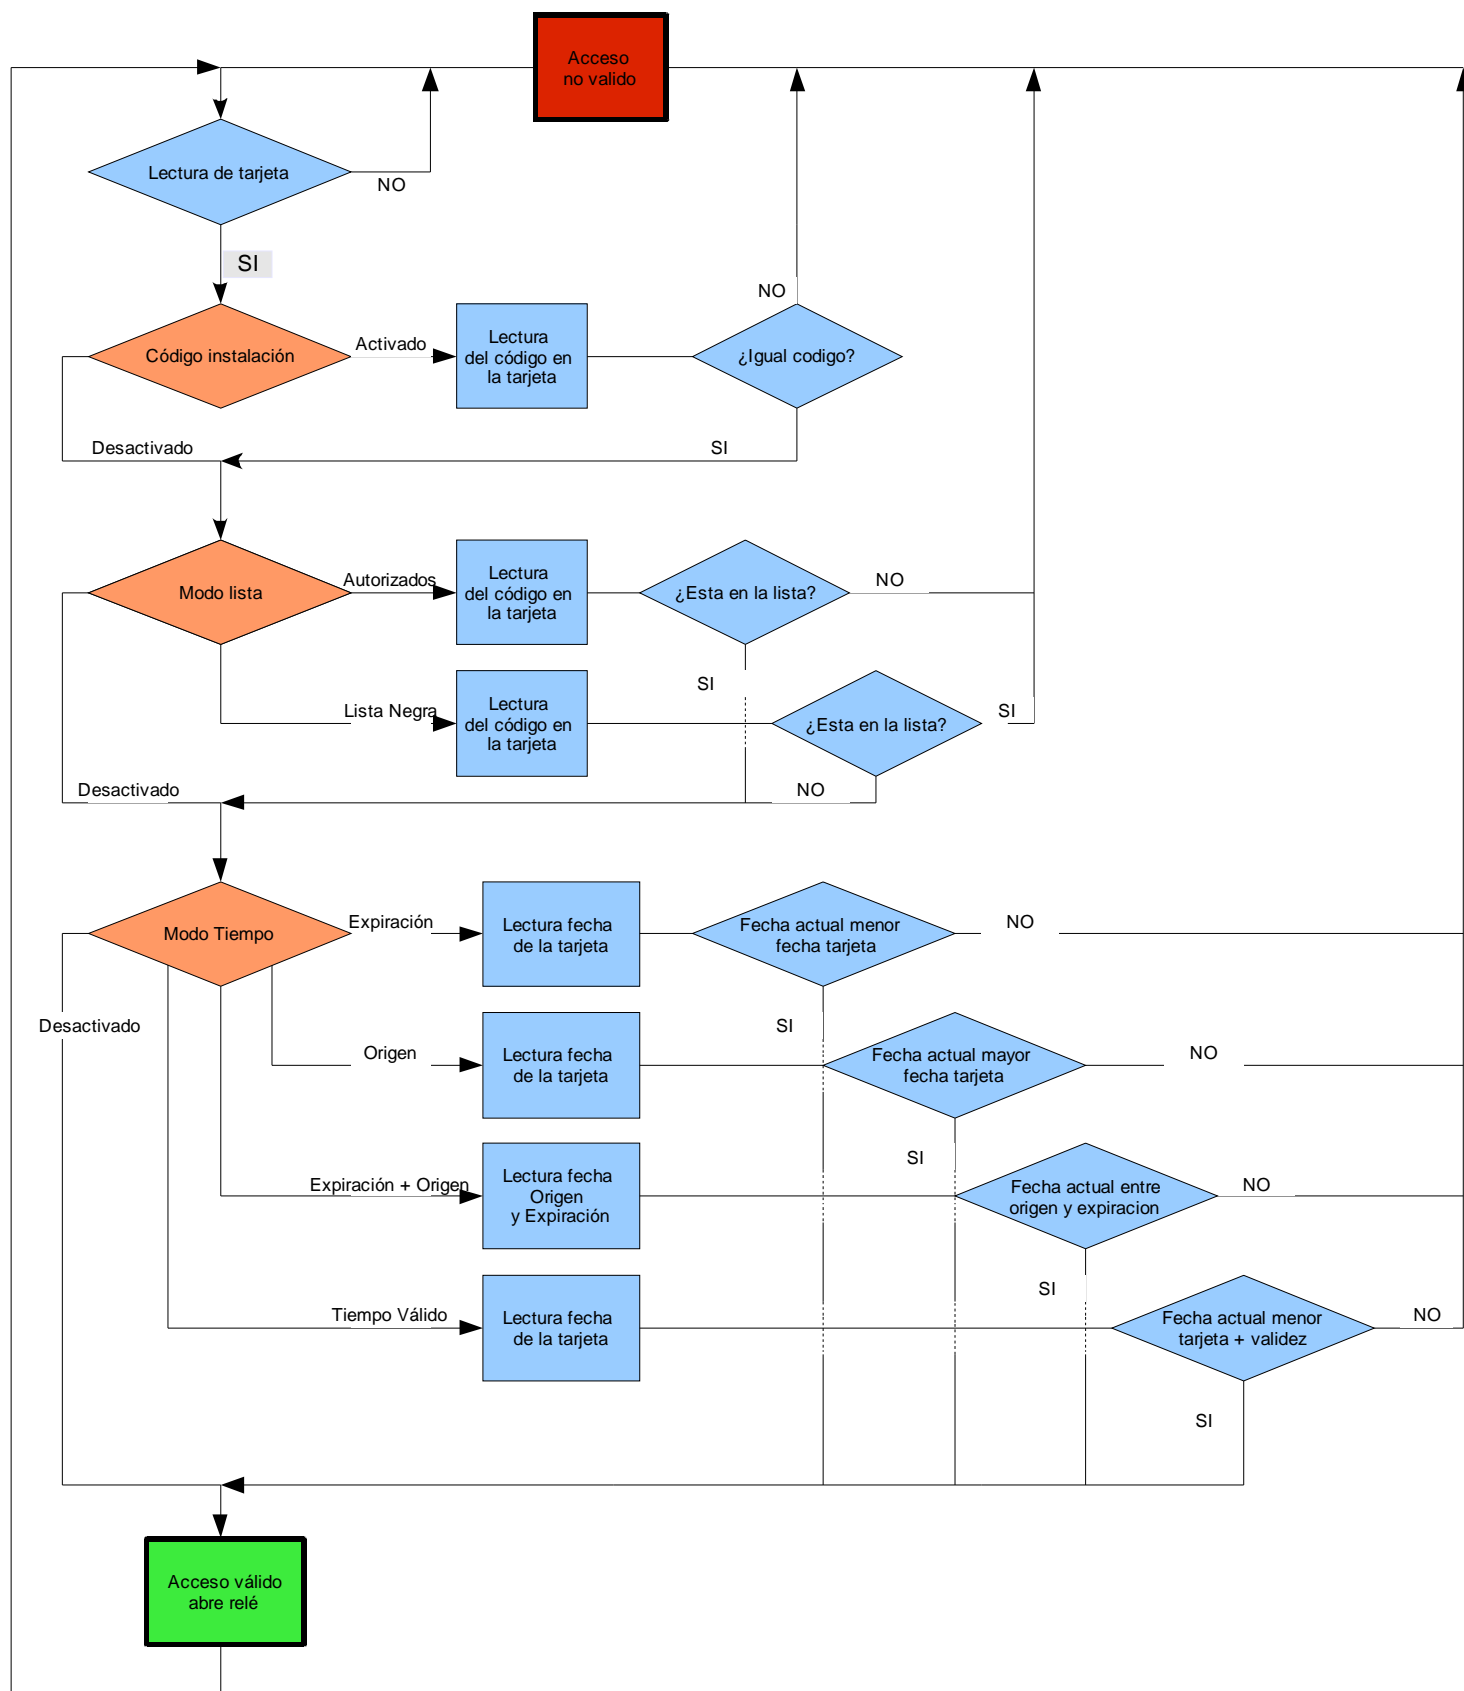 Acceso
no valido
Lectura de tarjeta
NO
SI
NO
Código instalación
Activado
Lectura
del código en
la tarjeta
¿Igual codigo?
Desactivado
SI
Modo lista
Autorizados
Lectura
del código en
la tarjeta
¿Esta en la lista?
NO
SI
Lista Negra
Lectura
del código en
la tarjeta
¿Esta en la lista?
SI
Desactivado
NO
Modo Tiempo
Expiración
Lectura fecha
de la tarjeta
Fecha actual menor
fecha tarjeta
NO
Desactivado
SI
Origen
Lectura fecha
de la tarjeta
Fecha actual mayor
fecha tarjeta
NO
SI
Expiración + Origen
Lectura fecha
Origen
y Expiración
Fecha actual entre
origen y expiracion
NO
SI
Tiempo Válido
Lectura fecha
de la tarjeta
Fecha actual menor
tarjeta + validez
NO
SI
Acceso válido
abre relé